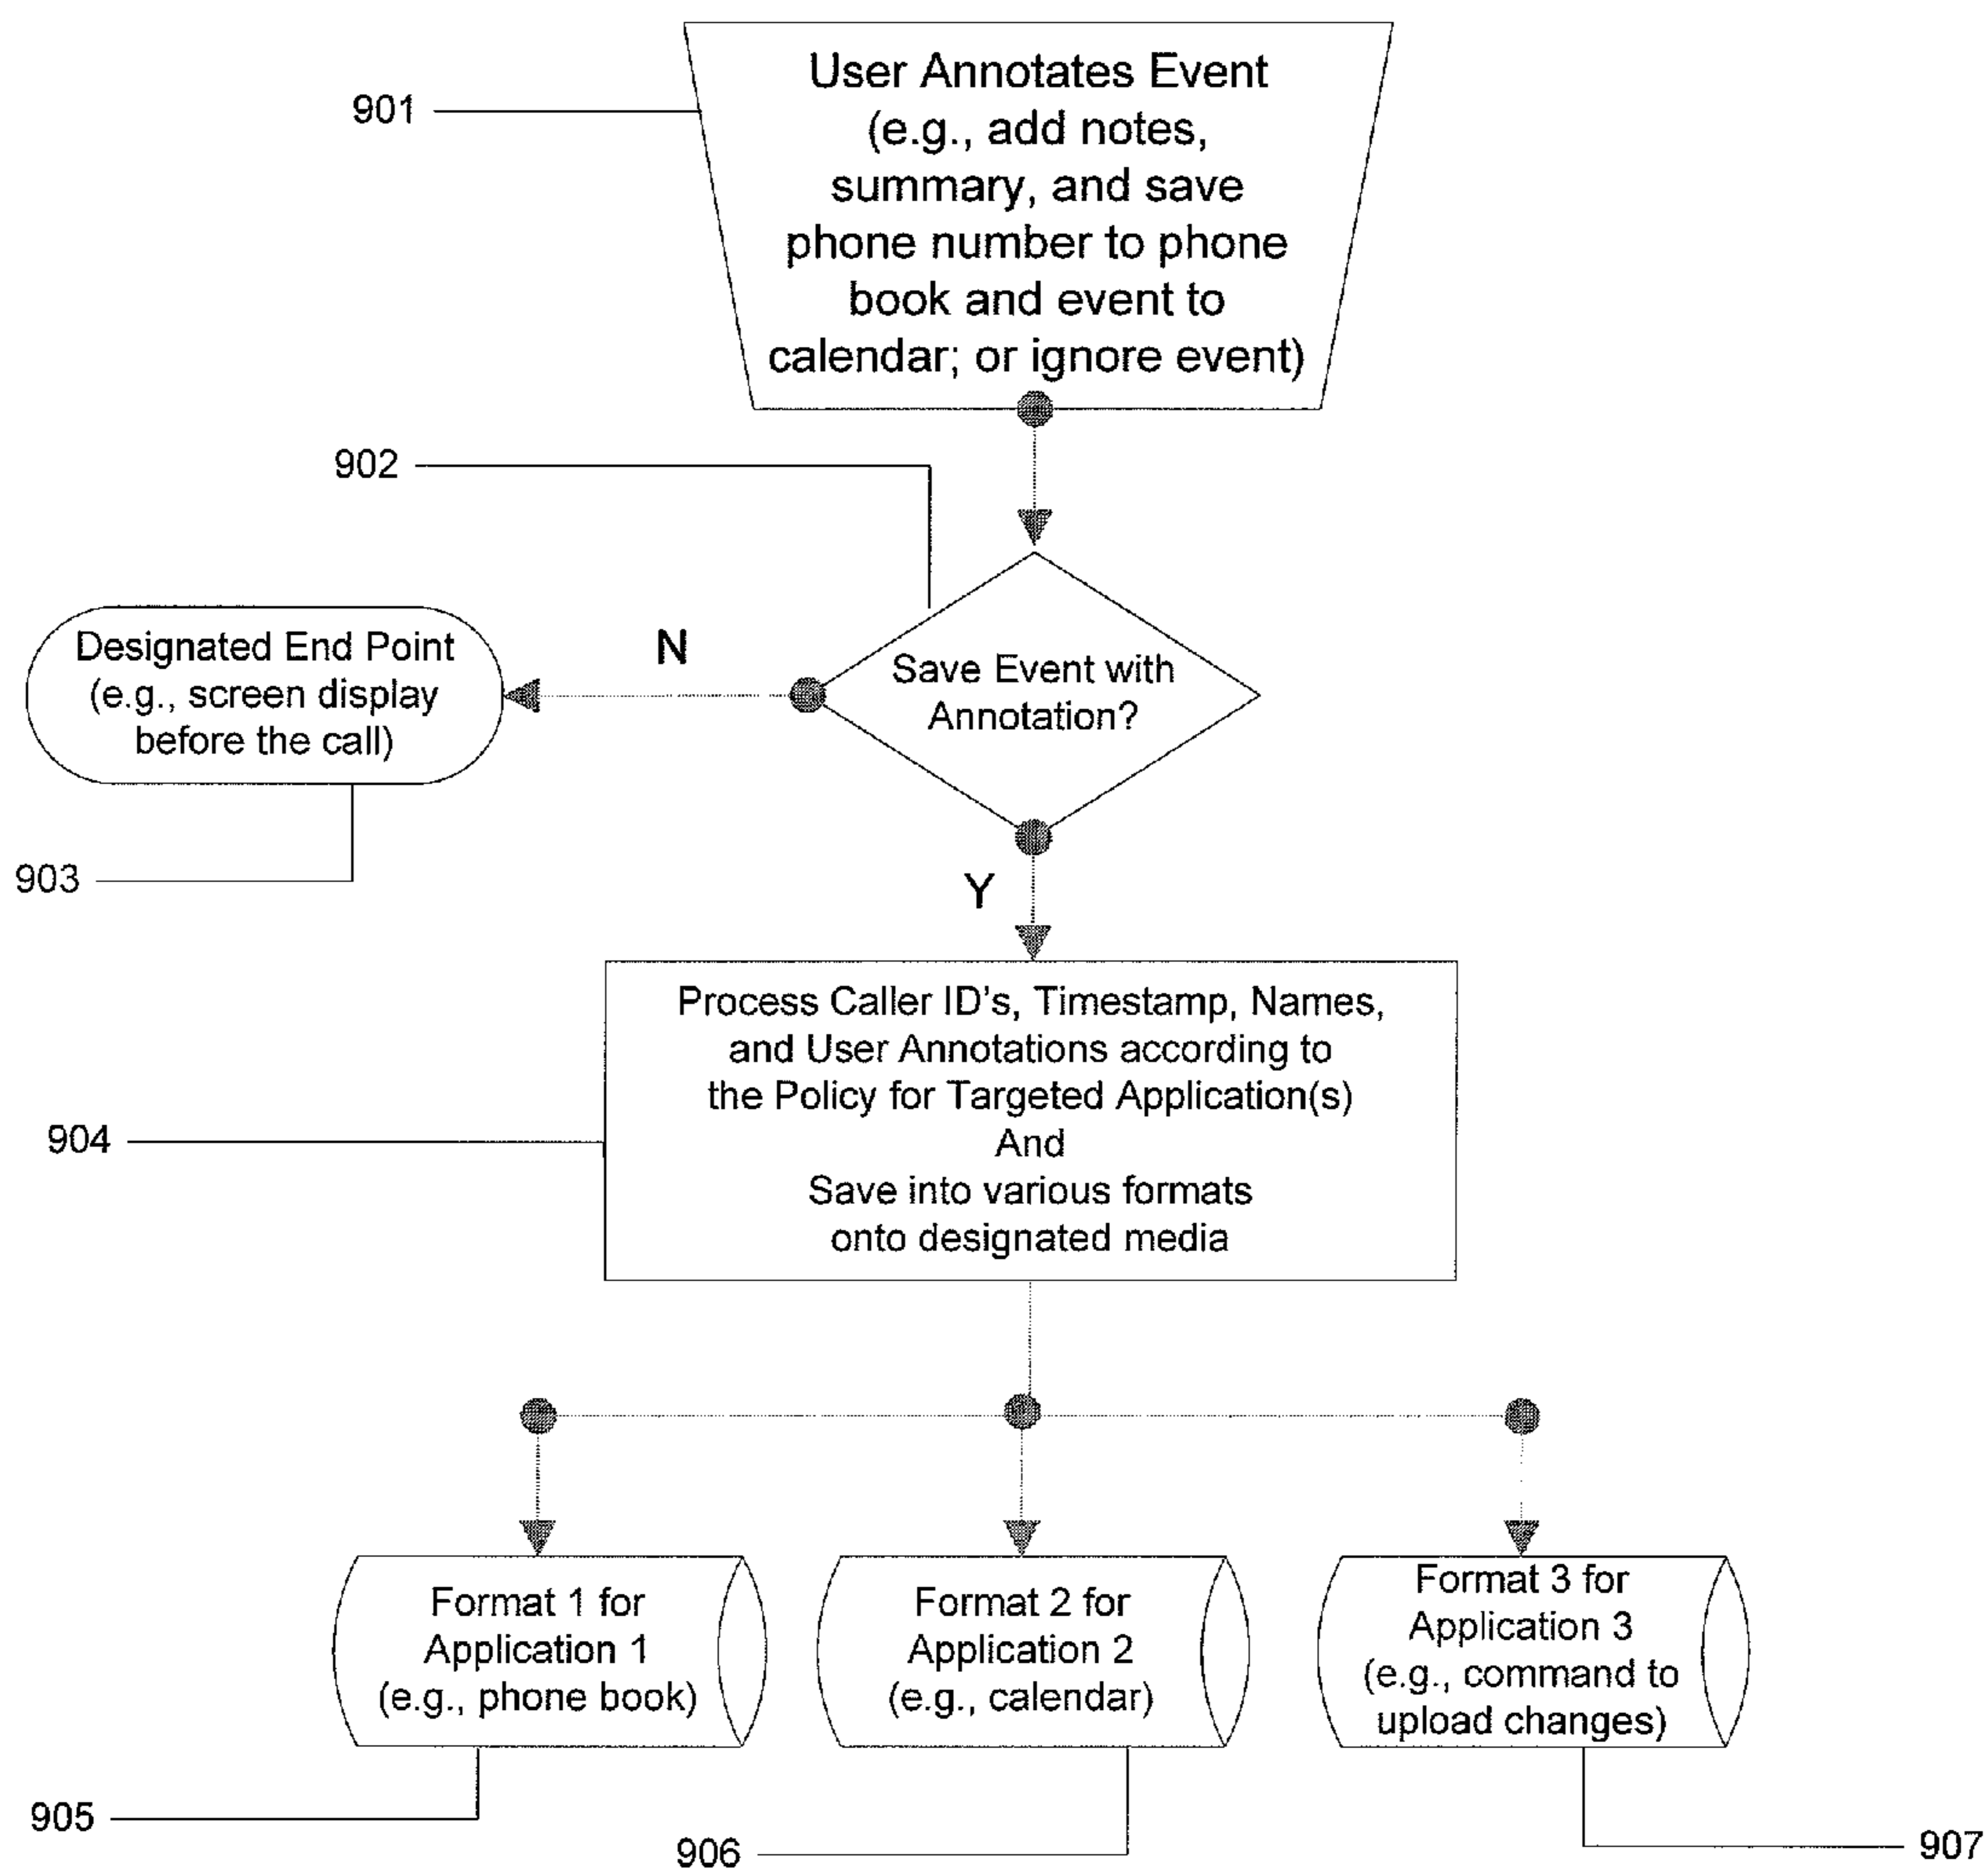 User Annotates Event
(e.g., add notes,
summary, and save
phone number to phone
book and event to
calendar; or ignore event)
901
902
Save Event with
Annotation?
N
Designated End Point
(e.g., screen display
before the call)
903
Y
Process Caller ID's, Timestamp, Names,
and User Annotations according to
the Policy for Targeted Application(s)
And
Save into various formats
onto designated media
904
Format 1 for
Application 1
(e.g., phone book)
Format 2 for
Application 2
(e.g., calendar)
Format 3 for
Application 3
(e.g., command to
upload changes)
905
906
907